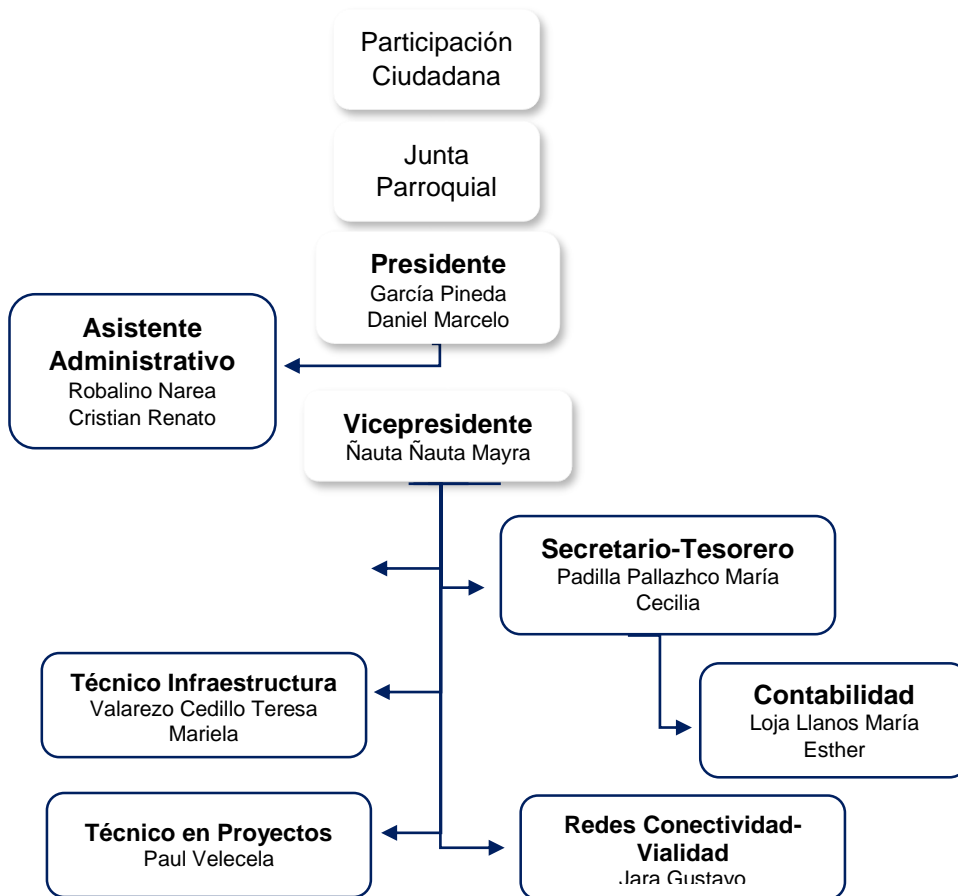 Participación
Ciudadana
Junta
Parroquial
Presidente
García Pineda
Daniel Marcelo
Asistente
Administrativo
Robalino Narea
Cristian Renato
Vicepresidente
Ñauta Ñauta Mayra
Secretario-Tesorero
Padilla Pallazhco María
Cecilia
Técnico Infraestructura
Valarezo Cedillo Teresa
Mariela
Contabilidad
Loja Llanos María
Esther
Técnico en Proyectos
Paul Velecela
Redes Conectividad-
Vialidad
Jara Gustavo